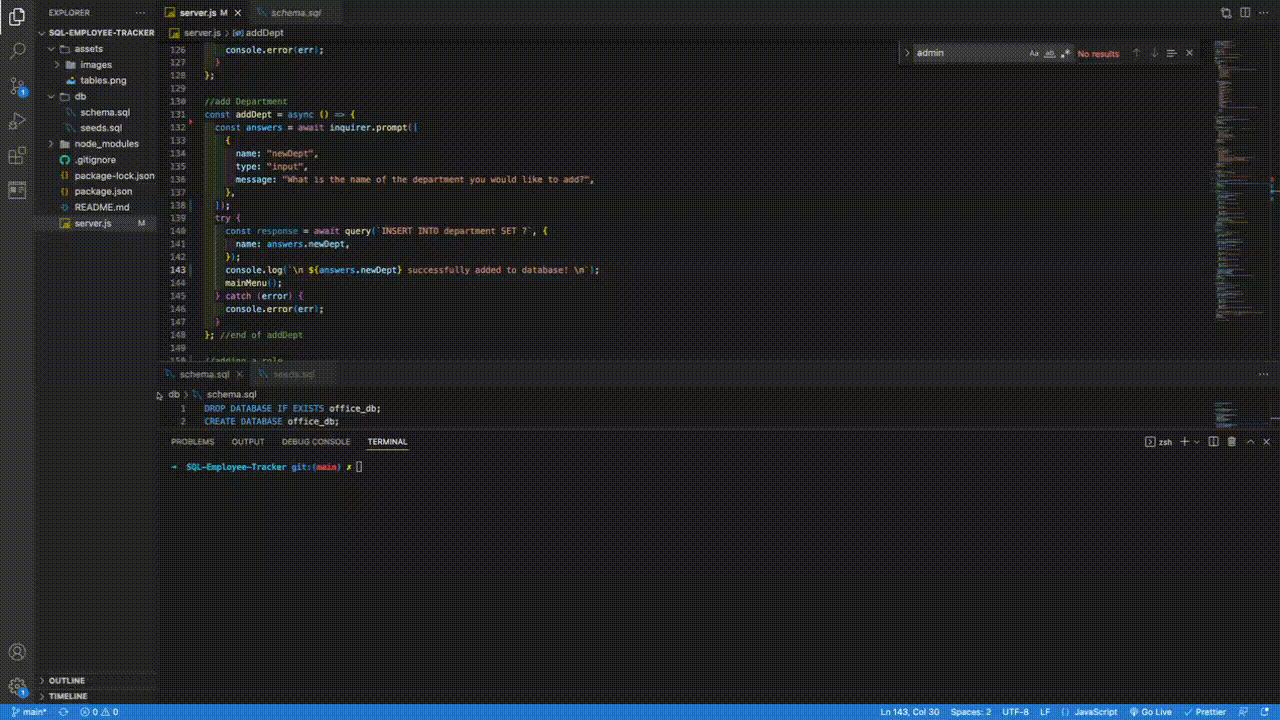 EXPLORER
SQL-EMPLOYEE-TRACKER
assets
images
tables.png
db
schema.sql
seeds.sql
node_modules
.gitignore
package-lock.json
package.json
README.md
server.js M
OUTLINE
TIMELINE
server.js M
schema.sql
server.js > addDept
admin
Aa
ab
No results
126 console.error(err);
127 }
128 };
129
130 //add Department
131 const addDept = async () => {
132 const answers = await inquirer.prompt([
133 {
134 name: "newDept",
135 type: "input",
136 message: "What is the name of the department you would like to add?",
137 },
138 ]);
139 try {
140 const response = await query(`INSERT INTO department SET ?`, {
141 name: answers.newDept,
142 });
143 console.log(`\n ${answers.newDept} successfully added to database! \n`);
144 mainMenu();
145 } catch (error) {
146 console.error(err);
147 }
148 }; //end of addDept
149
150 //adding a role
schema.sql
seeds.sql
db > schema.sql
1 DROP DATABASE IF EXISTS office_db;
2 CREATE DATABASE office_db;
PROBLEMS OUTPUT DEBUG CONSOLE TERMINAL
zsh
→ SQL-Employee-Tracker git:(main) ✗
1
1
main* 0 0
Ln 143, Col 30 Spaces: 2 UTF-8 LF {} JavaScript Go Live Prettier